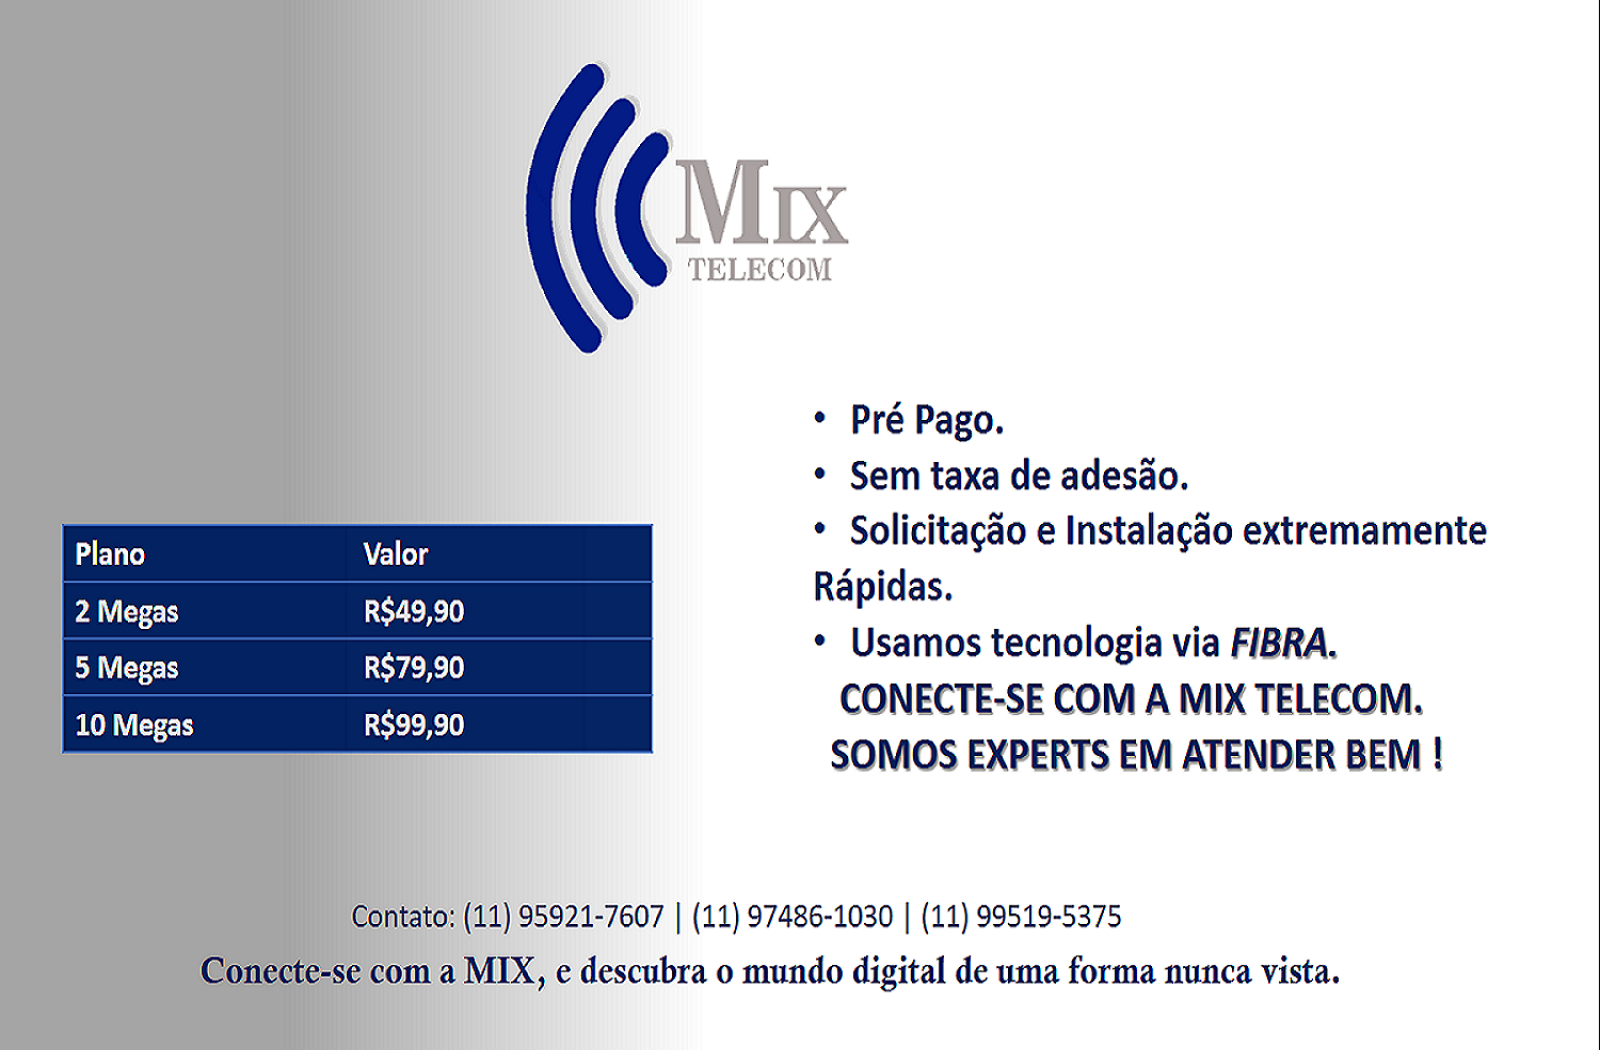 MIX
TELECOM
• Pré Pago.
• Sem taxa de adesão.
• Solicitação e Instalação extremamente
Rápidas.
• Usamos tecnologia via FIBRA.
CONECTE-SE COM A MIX TELECOM.
SOMOS EXPERTS EM ATENDER BEM !
Plano Valor
2 Megas R$49,90
5 Megas R$79,90
10 Megas R$99,90
Contato: (11) 95921-7607 | (11) 97486-1030 | (11) 99519-5375
Conecte-se com a MIX, e descubra o mundo digital de uma forma nunca vista.